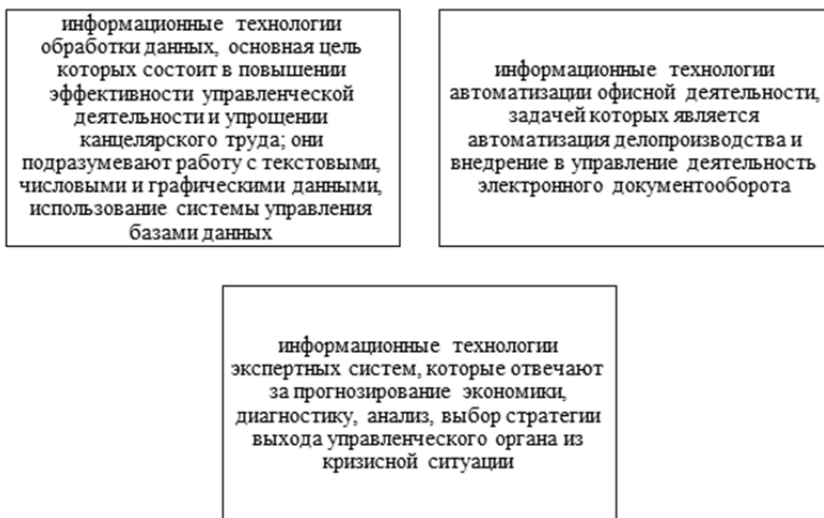 информационные технологии
обработки данных, основная цель
которых состоит в повышении
эффективности управленческой
деятельности и упрощении
канцелярского труда; они
подразумевают работу с текстовыми,
числовыми и графическими данными,
использование системы управления
базами данных
информационные технологии
автоматизации офисной деятельности,
задачей которых является
автоматизация делопроизводства и
внедрение в управление деятельность
электронного документооборота
информационные технологии
экспертных систем, которые отвечают
за прогнозирование экономики,
диагностику, анализ, выбор стратегии
выхода управленческого органа из
кризисной ситуации